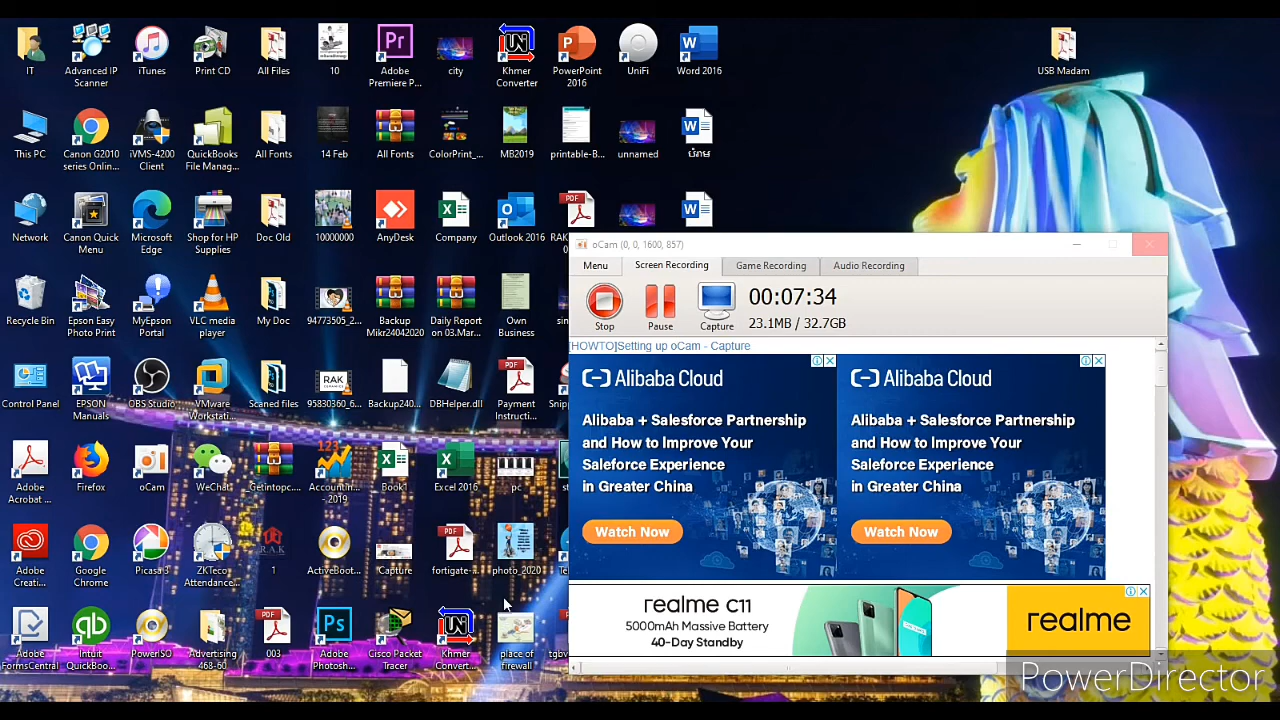 IT
Advanced IP
Scanner
iTunes
Print CD
All Files
10
Adobe
Premiere P...
city
Khmer
Converter
PowerPoint
2016
UniFi
Word 2016
USB Madam
This PC
Canon G2010
series Onlin...
iVMS-4200
Client
QuickBooks
File Manag...
All Fonts
14 Feb
All Fonts
ColorPrint_...
MB2019
printable-B...
unnamed
Network
Canon Quick
Menu
Microsoft
Edge
Shop for HP
Supplies
Doc Old
10000000
AnyDesk
Company
Outlook 2016
RAK
Recycle Bin
Epson Easy
Photo Print
MyEpson
Portal
VLC media
player
My Doc
94773505_2...
Backup
Mikr24042020
Daily Report
on 03.Mar...
Own
Business
Control Panel
EPSON
Manuals
OBS Studio
VMware
Workstati...
Scaned files
RAK
95830360_6...
Backup240...
DBHelper.dll
Payment
Instructi...
Adobe
Acrobat ...
Firefox
oCam
WeChat
Getintopc....
123
Accountin...
- 2019
Book1
Excel 2016
pc
Adobe
Creati...
Google
Chrome
Picasa 3
ZKTeco
Attendance...
RAK
1
ActiveBoot...
Capture
fortigate-...
photo_2020...
Adobe
FormsCentral
Intuit
QuickBoo...
PowerISO
Advertising
468-60
003
Adobe
Photosh...
Cisco Packet
Tracer
Khmer
Convert...
place of
firewall
oCam (0, 0, 1600, 857)
Menu
Screen Recording
Game Recording
Audio Recording
Stop
Pause
Capture
00:07:34
23.1MB / 32.7GB
[HOWTO]Setting up oCam - Capture
Alibaba Cloud
Alibaba + Salesforce Partnership
and How to Improve Your
Saleforce Experience
in Greater China
Watch Now
Alibaba Cloud
Alibaba + Salesforce Partnership
and How to Improve Your
Saleforce Experience
in Greater China
Watch Now
realme C11
5000mAh Massive Battery
40-Day Standby
realme
PowerDirector